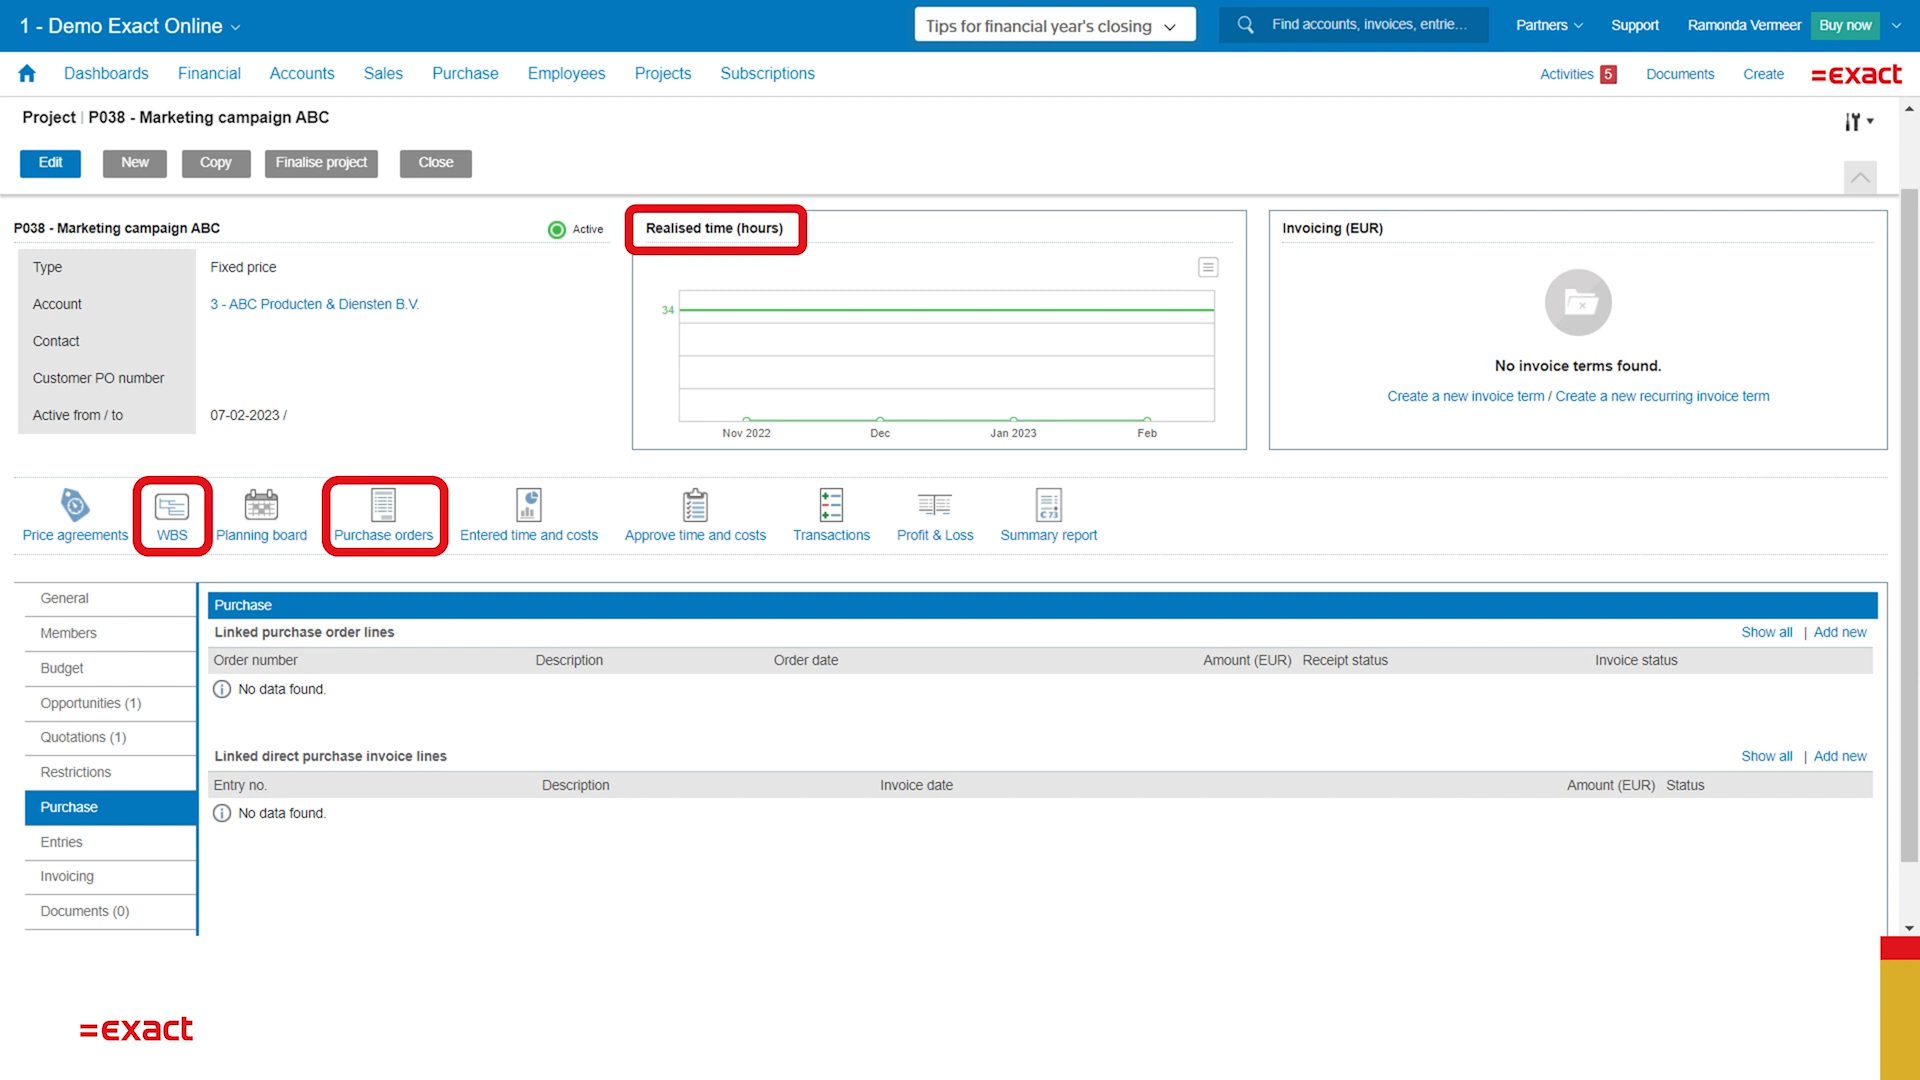 1 - Demo Exact Online
Tips for financial year's closing
Find accounts, invoices, entrie...
Partners
Support
Ramonda Vermeer
Buy now
Dashboards
Financial
Accounts
Sales
Purchase
Employees
Projects
Subscriptions
Activities 5
Documents
Create
=exact
Project | P038 - Marketing campaign ABC
Edit
New
Copy
Finalise project
Close
P038 - Marketing campaign ABC
Active
Type
Fixed price
Account
3 - ABC Producten & Diensten B.V.
Contact
Customer PO number
Active from / to
07-02-2023 /
Realised time (hours)
34
Nov 2022
Dec
Jan 2023
Feb
Invoicing (EUR)
No invoice terms found.
Create a new invoice term / Create a new recurring invoice term
Price agreements
WBS
Planning board
Purchase orders
Entered time and costs
Approve time and costs
Transactions
Profit & Loss
C 73
Summary report
General
Members
Budget
Opportunities (1)
Quotations (1)
Restrictions
Purchase
Entries
Invoicing
Documents (0)
Purchase
Linked purchase order lines
Show all | Add new
Order number
Description
Order date
Amount (EUR)
Receipt status
Invoice status
No data found.
Linked direct purchase invoice lines
Show all | Add new
Entry no.
Description
Invoice date
Amount (EUR)
Status
No data found.
=exact